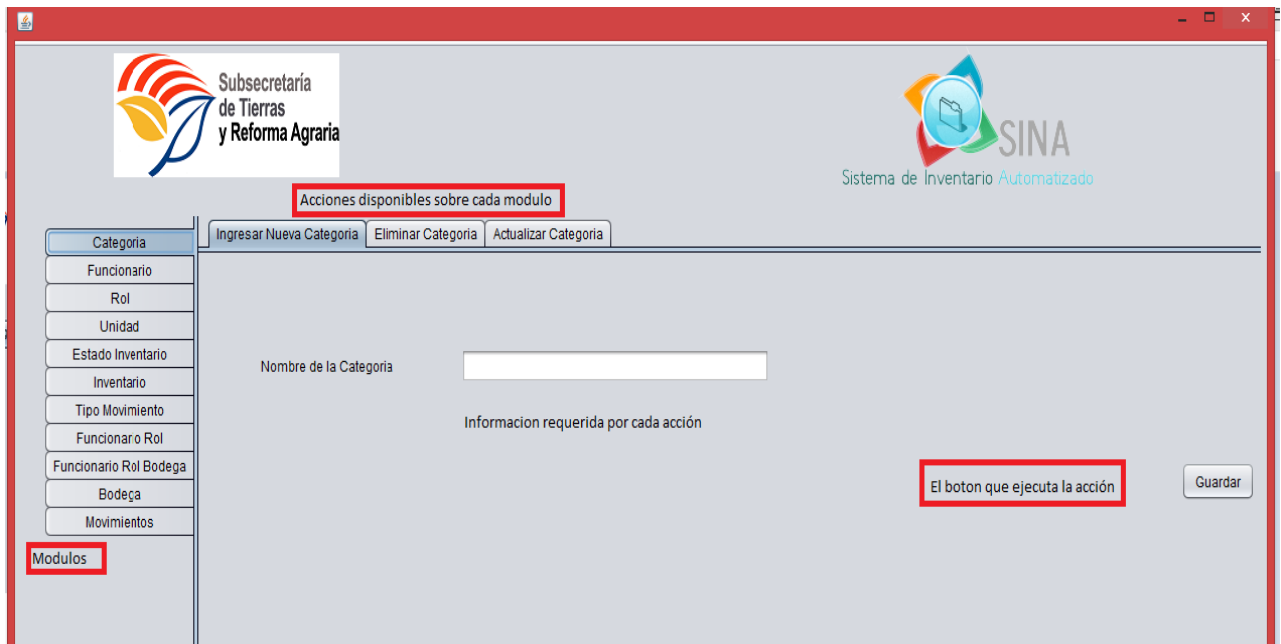 Subsecretaría
de Tierras
y Reforma Agraria
SINA
Sistema de Inventario Automatizado
Acciones disponibles sobre cada modulo
Ingresar Nueva Categoria
Eliminar Categoria
Actualizar Categoria
Categoria
Funcionario
Rol
Unidad
Estado Inventario
Inventario
Tipo Movimiento
Funcionario Rol
Funcionario Rol Bodega
Bodega
Movimientos
Modulos
Nombre de la Categoria
Informacion requerida por cada acción
El boton que ejecuta la acción
Guardar